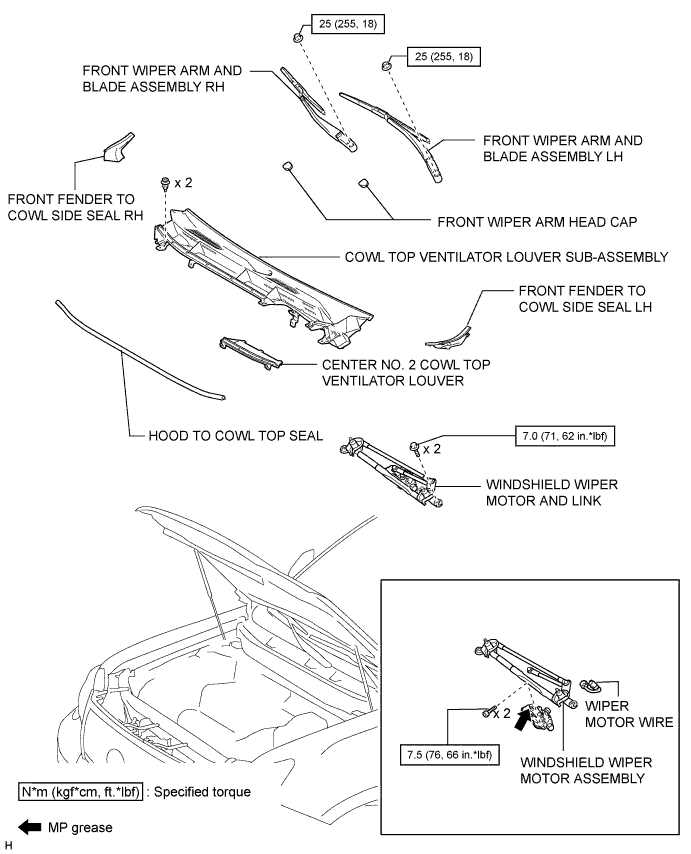 25 (255, 18)
25 (255, 18)
FRONT WIPER ARM AND
BLADE ASSEMBLY RH
FRONT WIPER ARM AND
BLADE ASSEMBLY LH
x 2
FRONT FENDER TO
COWL SIDE SEAL RH
FRONT WIPER ARM HEAD CAP
COWL TOP VENTILATOR LOUVER SUB-ASSEMBLY
FRONT FENDER TO
COWL SIDE SEAL LH
CENTER NO. 2 COWL TOP
VENTILATOR LOUVER
HOOD TO COWL TOP SEAL
7.0 (71, 62 in.*lbf)
x 2
WINDSHIELD WIPER
MOTOR AND LINK
WIPER
MOTOR WIRE
x 2
7.5 (76, 66 in.*lbf)
WINDSHIELD WIPER
MOTOR ASSEMBLY
N*m (kgf*cm, ft.*lbf) : Specified torque
MP grease
H